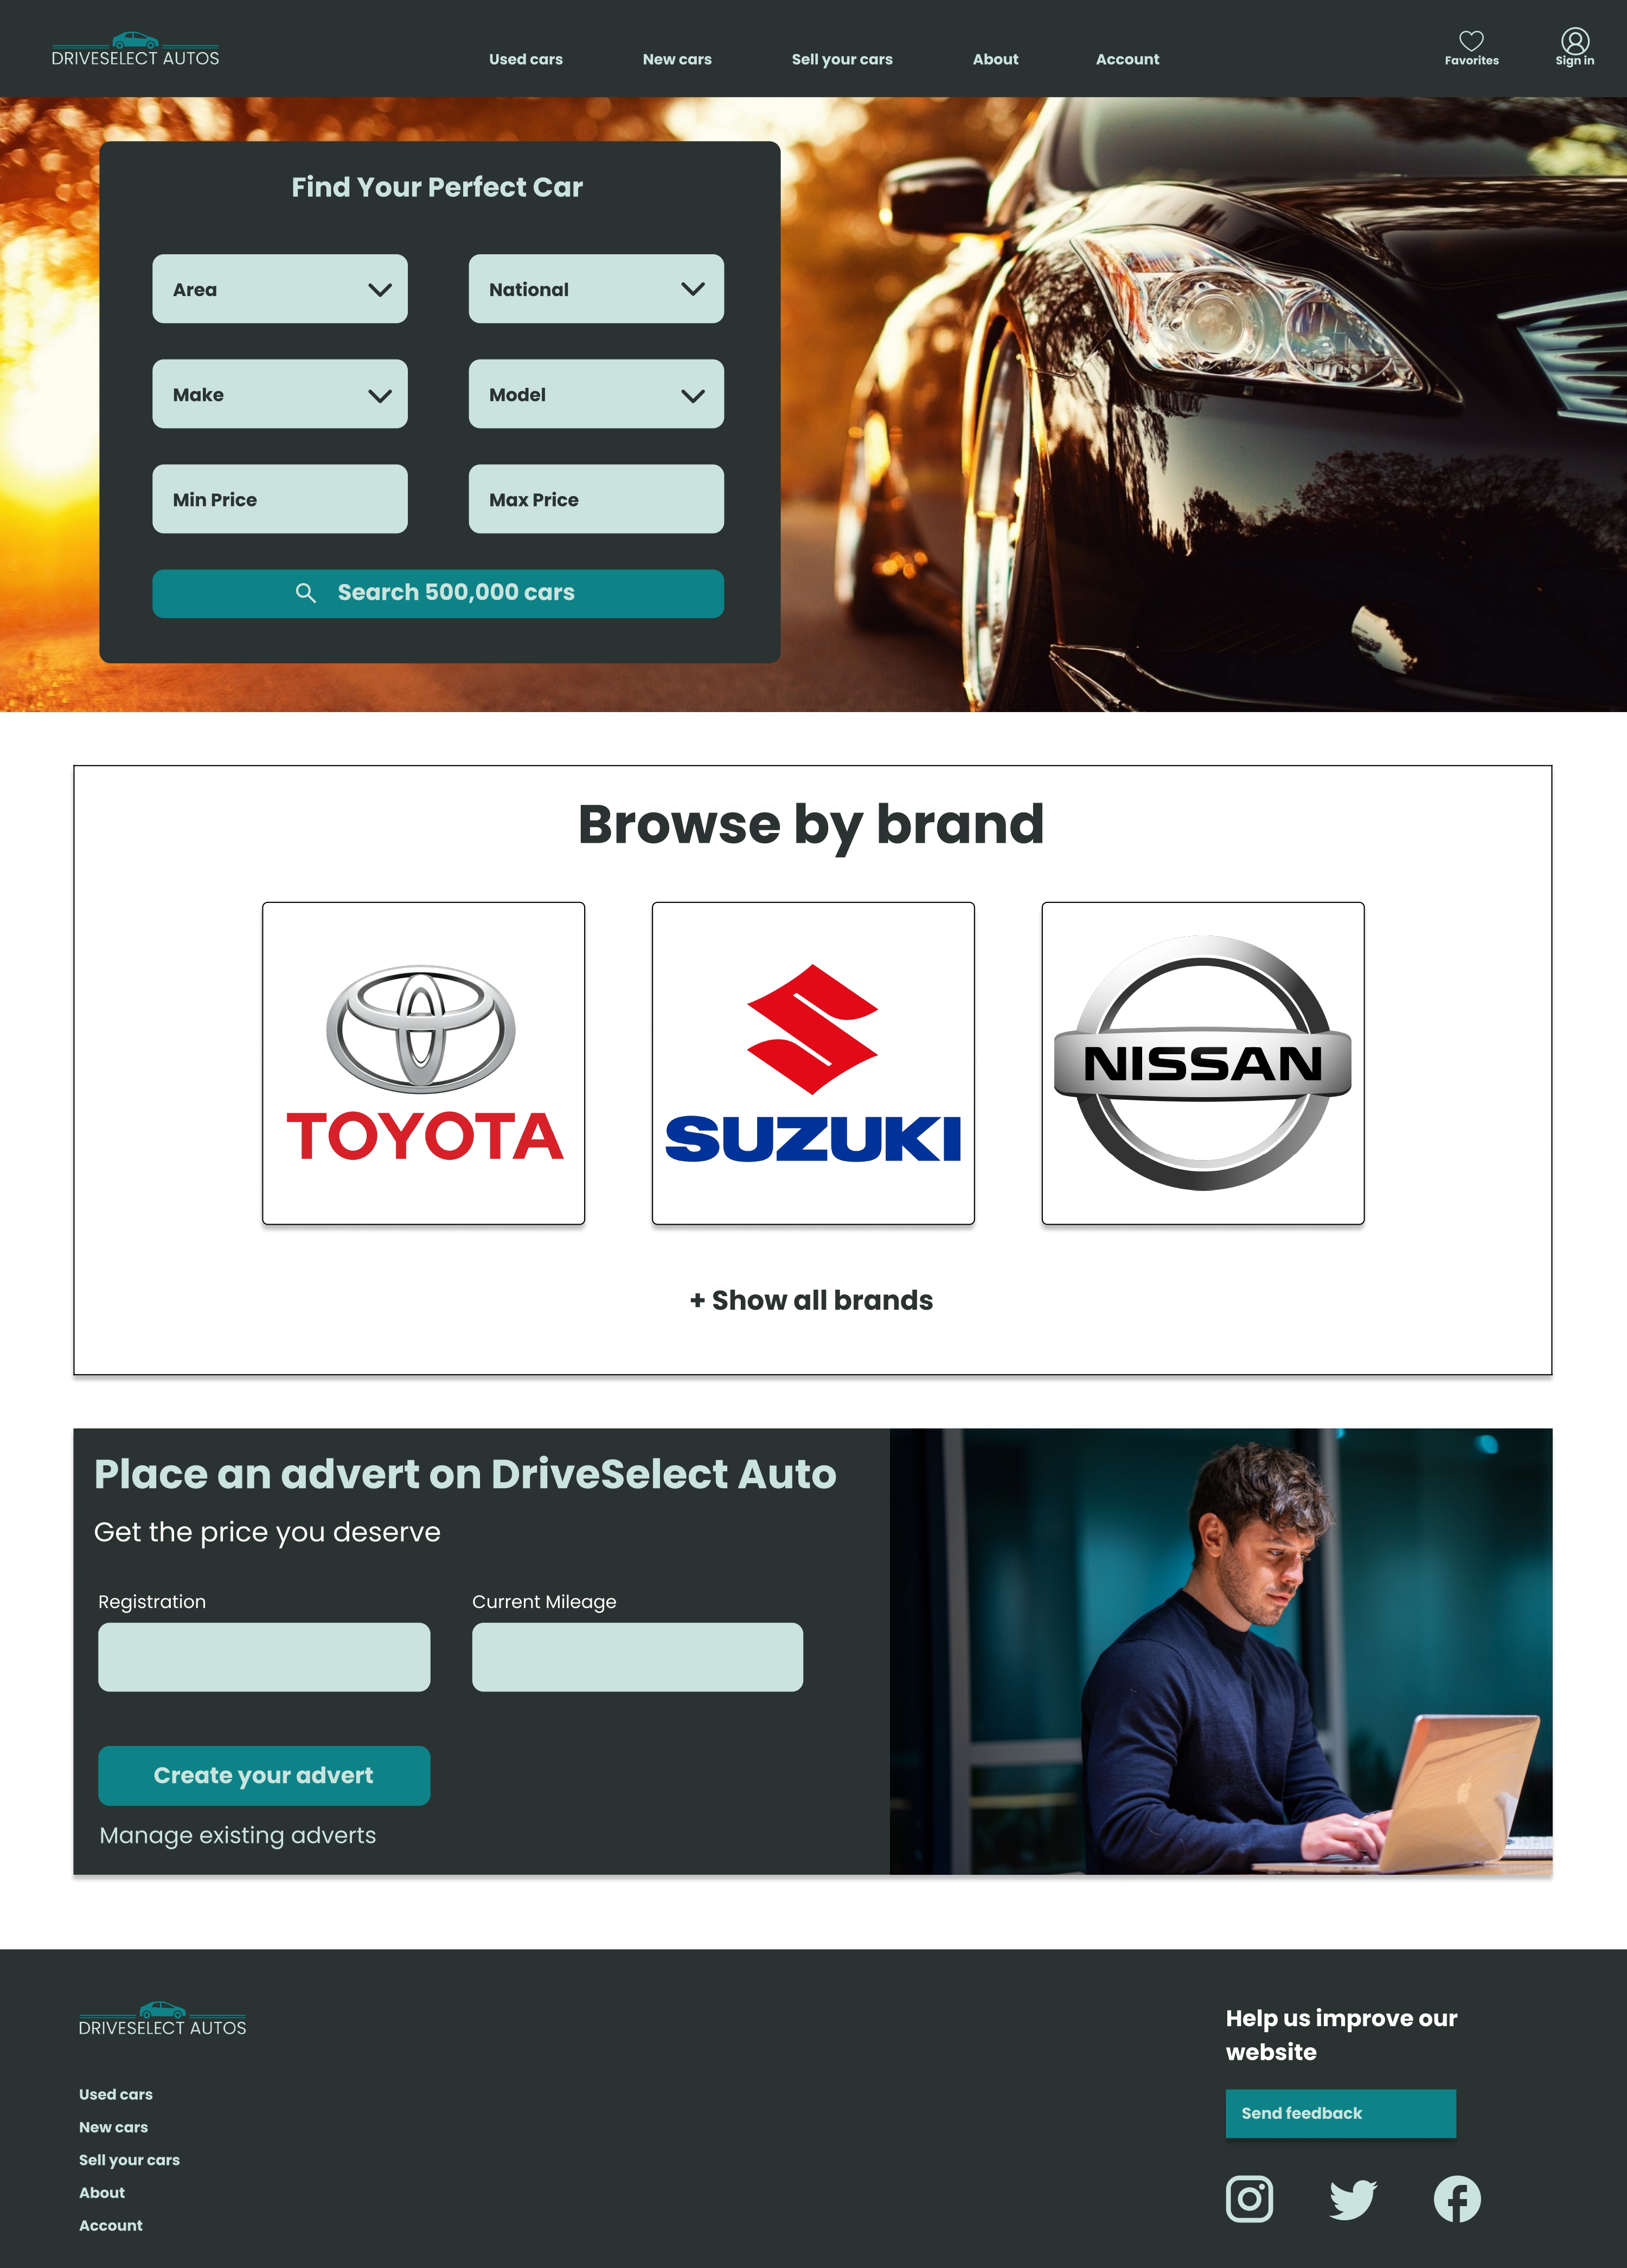 DRIVESELECT AUTOS
Used cars
New cars
Sell your cars
About
Account
Favorites
Sign in
Find Your Perfect Car
Area
National
Make
Model
Min Price
Max Price
Search 500,000 cars
Browse by brand
TOYOTA
SUZUKI
NISSAN
+ Show all brands
Place an advert on DriveSelect Auto
Get the price you deserve
Registration
Current Mileage
Create your advert
Manage existing adverts
DRIVESELECT AUTOS
Used cars
New cars
Sell your cars
About
Account
Help us improve our
website
Send feedback